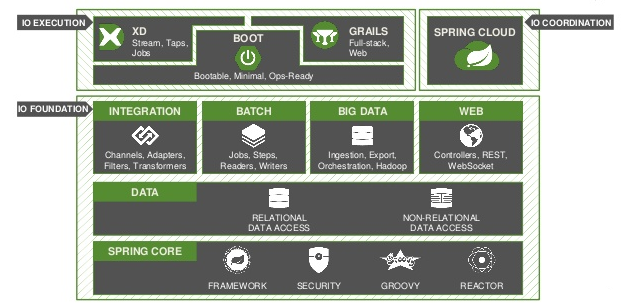 IO EXECUTION
XD
Stream, Taps,
Jobs
BOOT
Bootable, Minimal, Ops-Ready
GRAILS
Full-stack,
Web
SPRING CLOUD
IO COORDINATION
IO FOUNDATION
INTEGRATION
Channels, Adapters,
Filters, Transformers
BATCH
Jobs, Steps,
Readers, Writers
BIG DATA
Ingestion, Export,
Orchestration, Hadoop
WEB
Controllers, REST,
WebSocket
DATA
RELATIONAL
DATA ACCESS
NON-RELATIONAL
DATA ACCESS
SPRING CORE
FRAMEWORK
SECURITY
Groovy
GROOVY
REACTOR